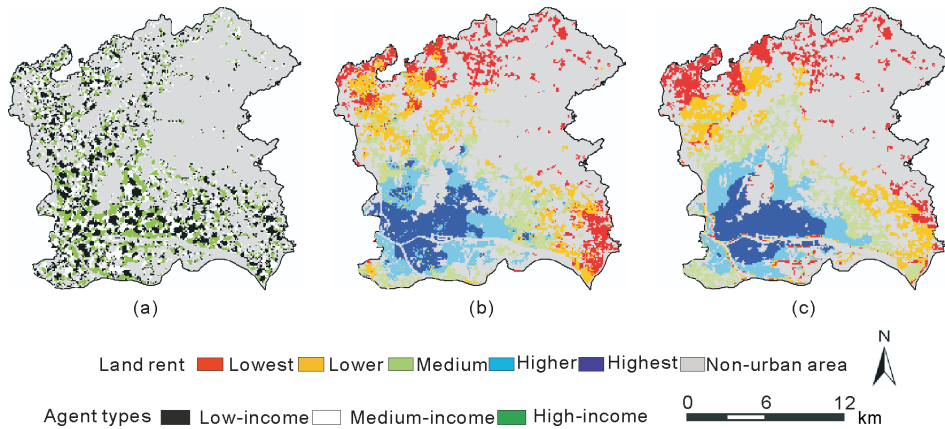 (a) (b) (c)
N
Land rent Lowest Lower Medium Higher Highest Non-urban area
Agent types Low-income Medium-income High-income
0 6 12
km